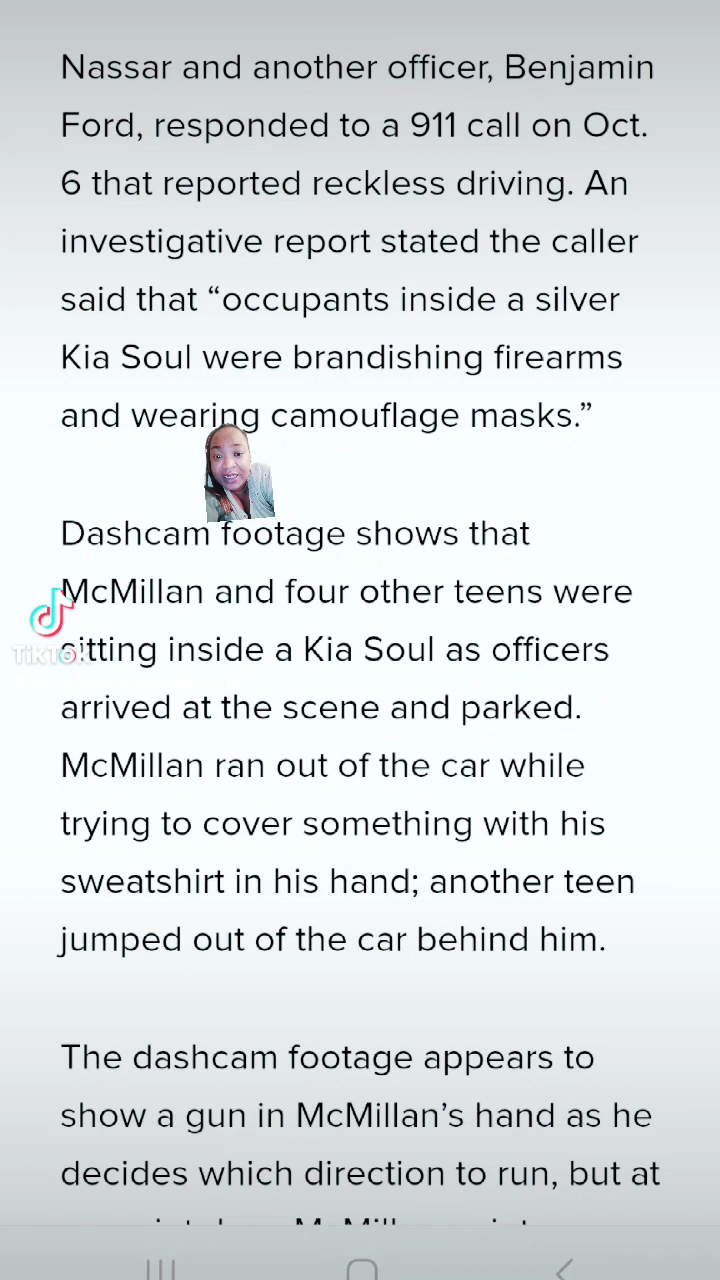 Nassar and another officer, Benjamin
Ford, responded to a 911 call on Oct.
6 that reported reckless driving. An
investigative report stated the caller
said that “occupants inside a silver
Kia Soul were brandishing firearms
and wearing camouflage masks.”
Dashcam footage shows that
McMillan and four other teens were
sitting inside a Kia Soul as officers
TikTok
arrived at the scene and parked.
McMillan ran out of the car while
trying to cover something with his
sweatshirt in his hand; another teen
jumped out of the car behind him.
The dashcam footage appears to
show a gun in McMillan’s hand as he
decides which direction to run, but at